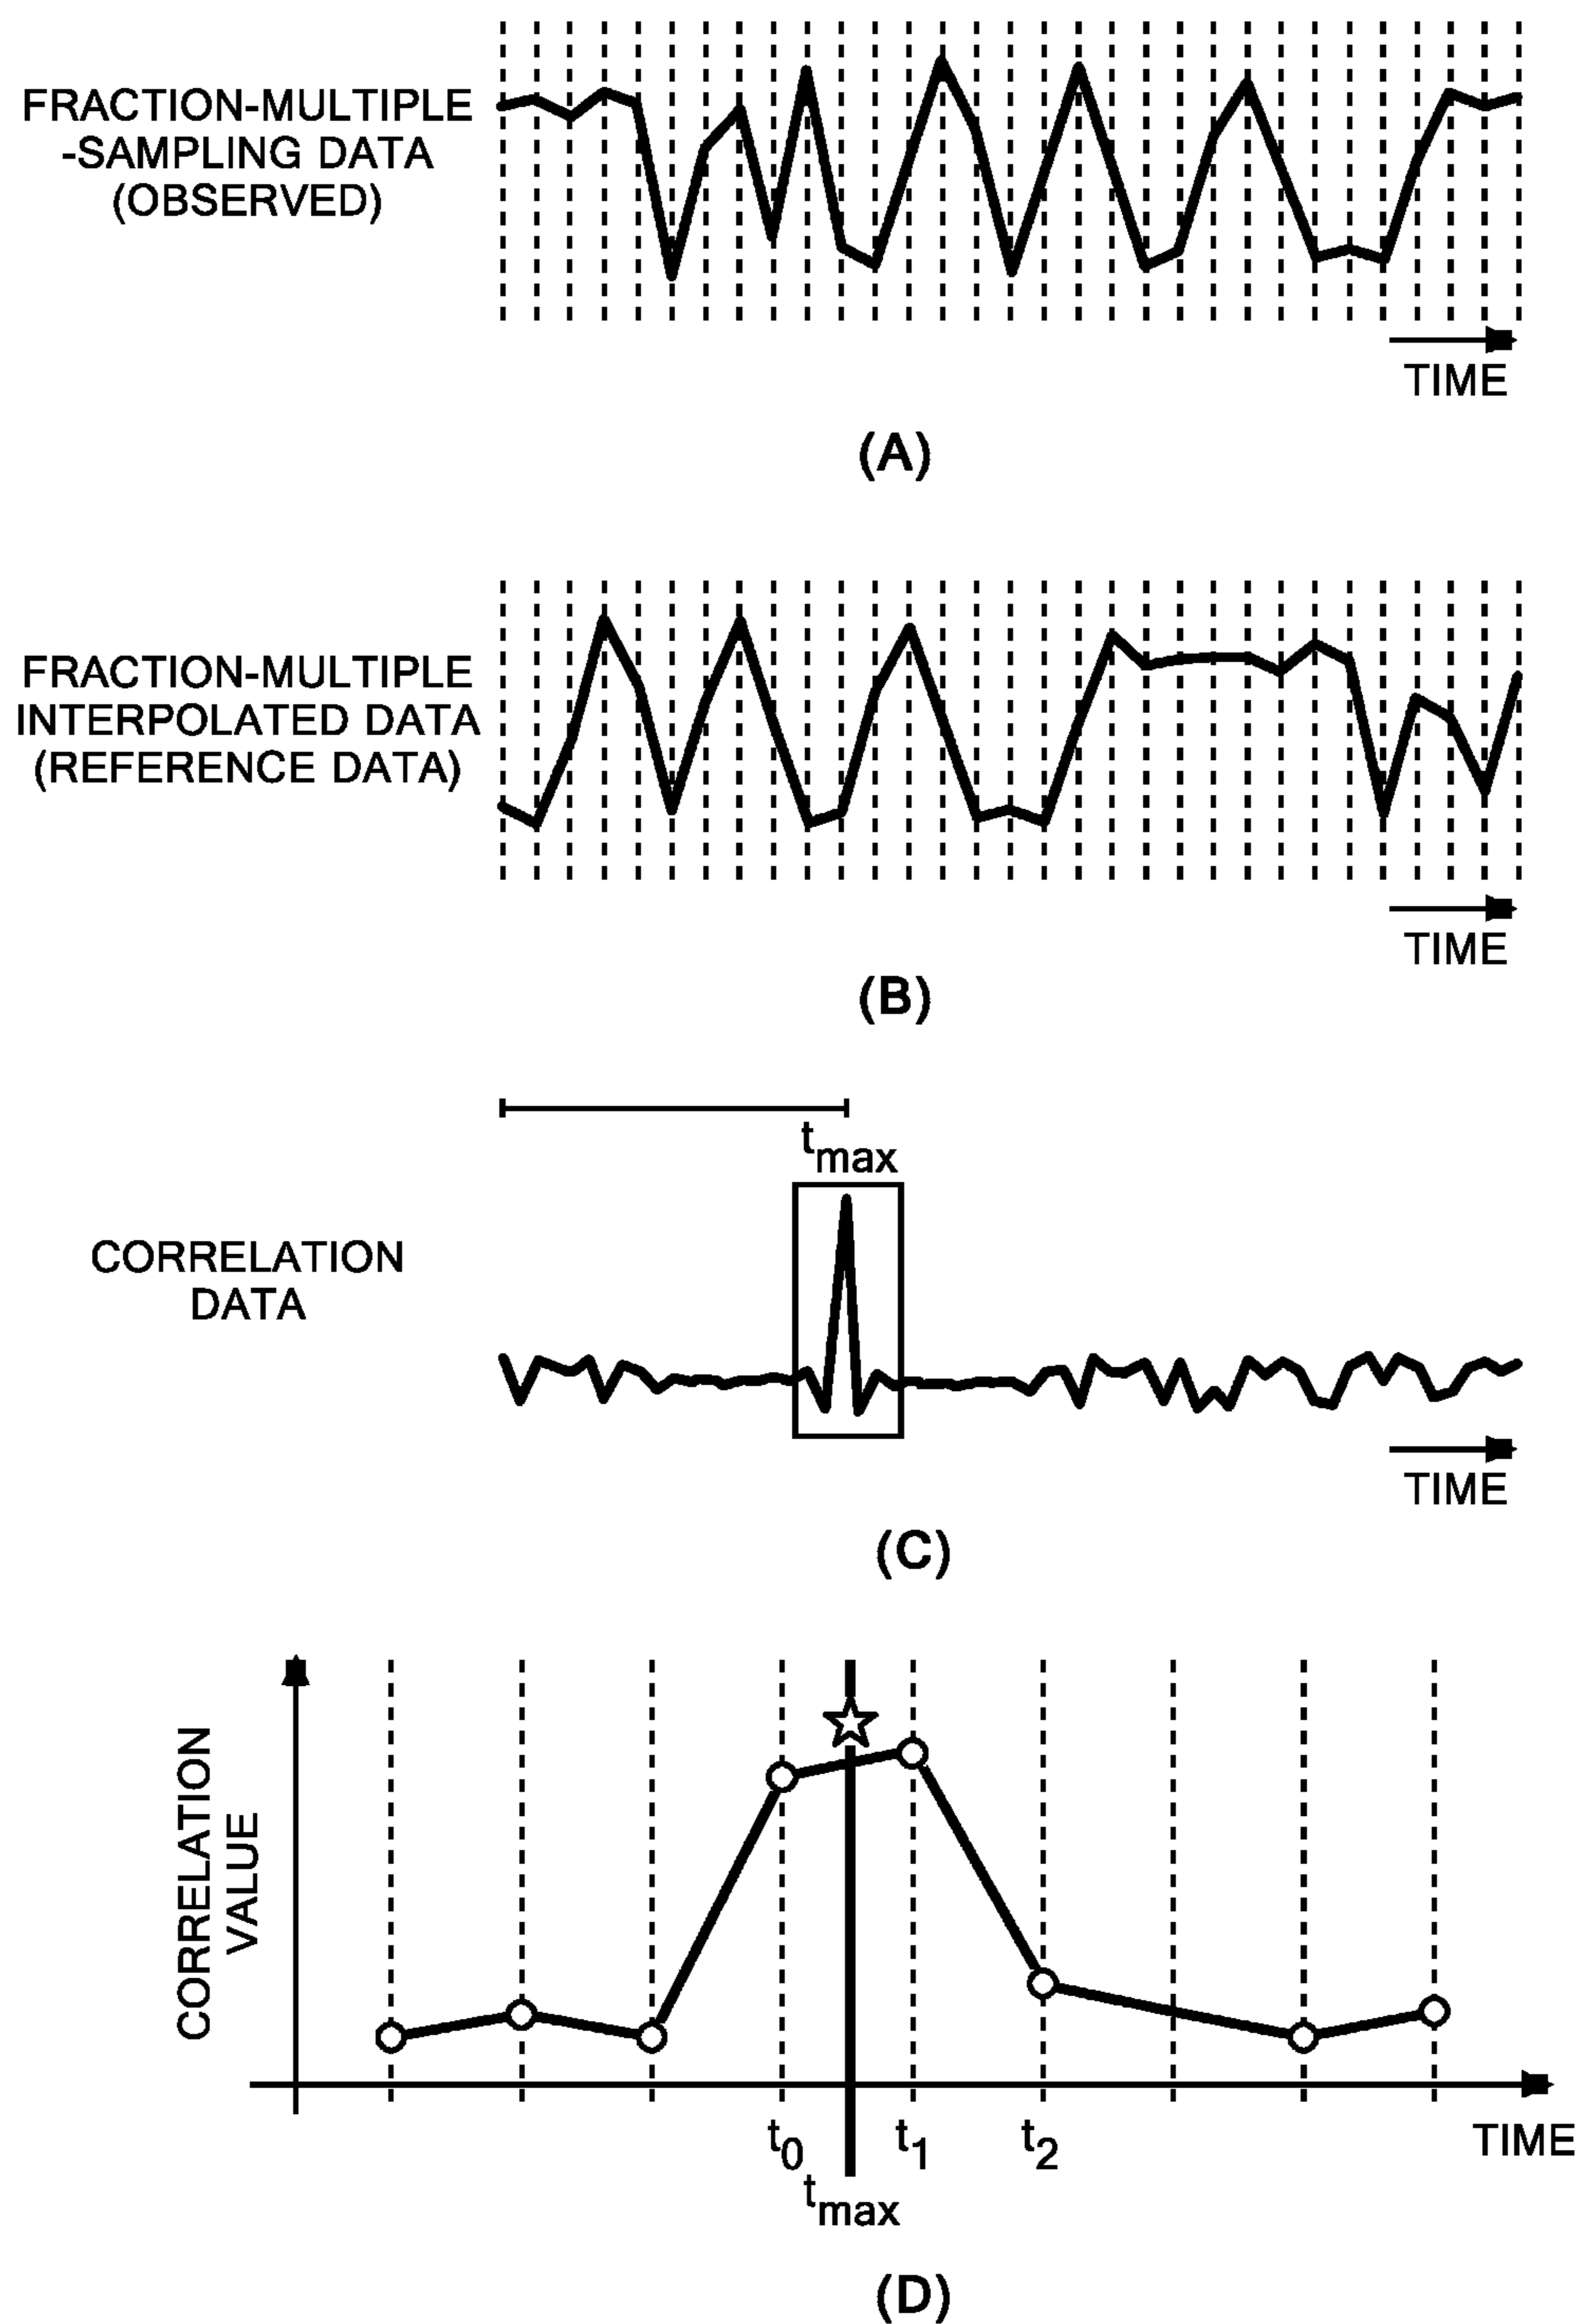 FRACTION-MULTIPLE
-SAMPLING DATA
(OBSERVED)
TIME
(A)
FRACTION-MULTIPLE
INTERPOLATED DATA
(REFERENCE DATA)
TIME
(B)
tmax
CORRELATION
DATA
TIME
(C)
CORRELATION
VALUE
t0 t1 t2 TIME
tmax
(D)